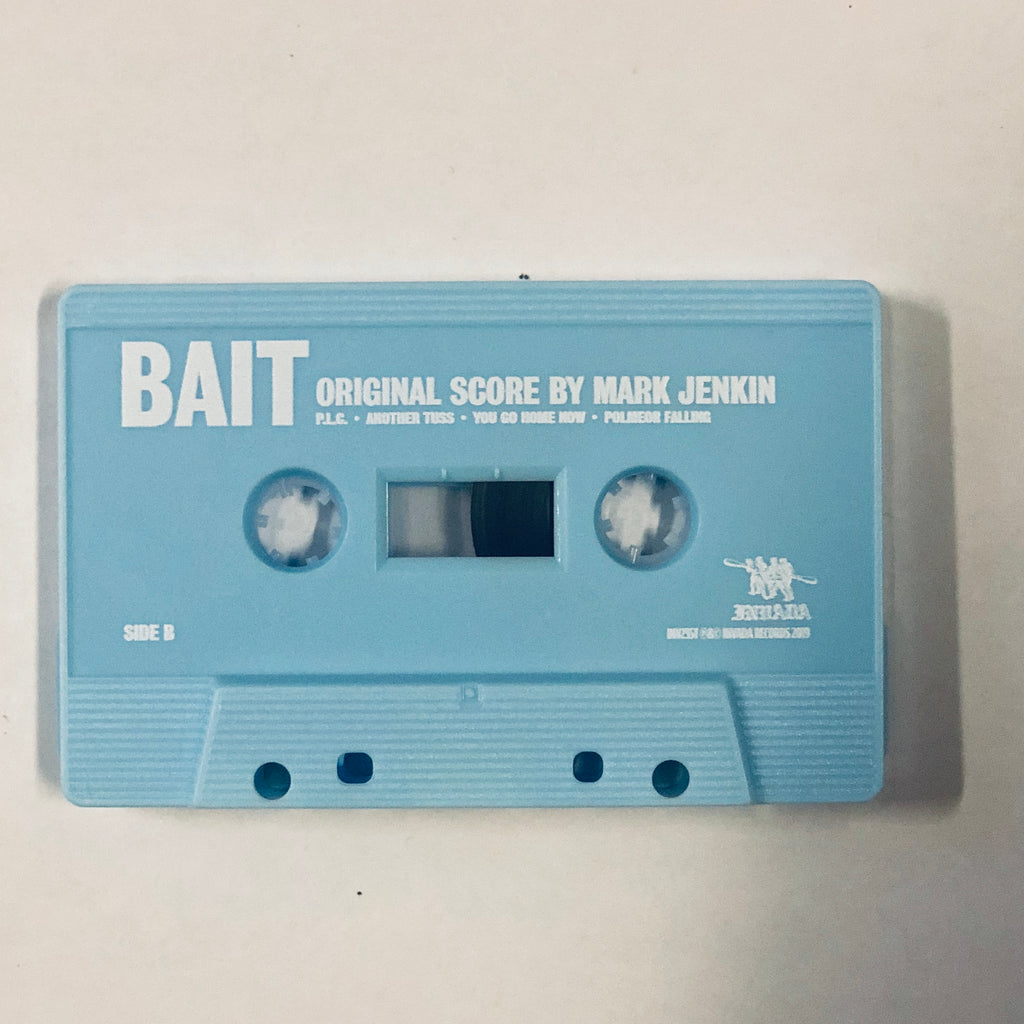 BAIT
ORIGINAL SCORE BY MARK JENKIN
P.L.G. • ANOTHER TUSS • YOU GO HOME NOW • POLMEOR FALLING
SIDE B
INVADA
INVADA RECORDS 2019